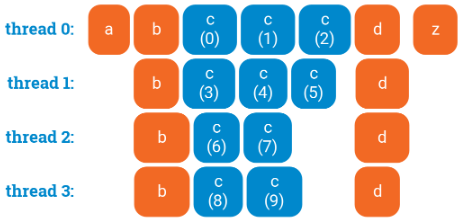 thread 0: a b c (0) c (1) c (2) d z
thread 1: b c (3) c (4) c (5) d
thread 2: b c (6) c (7) d
thread 3: b c (8) c (9) d